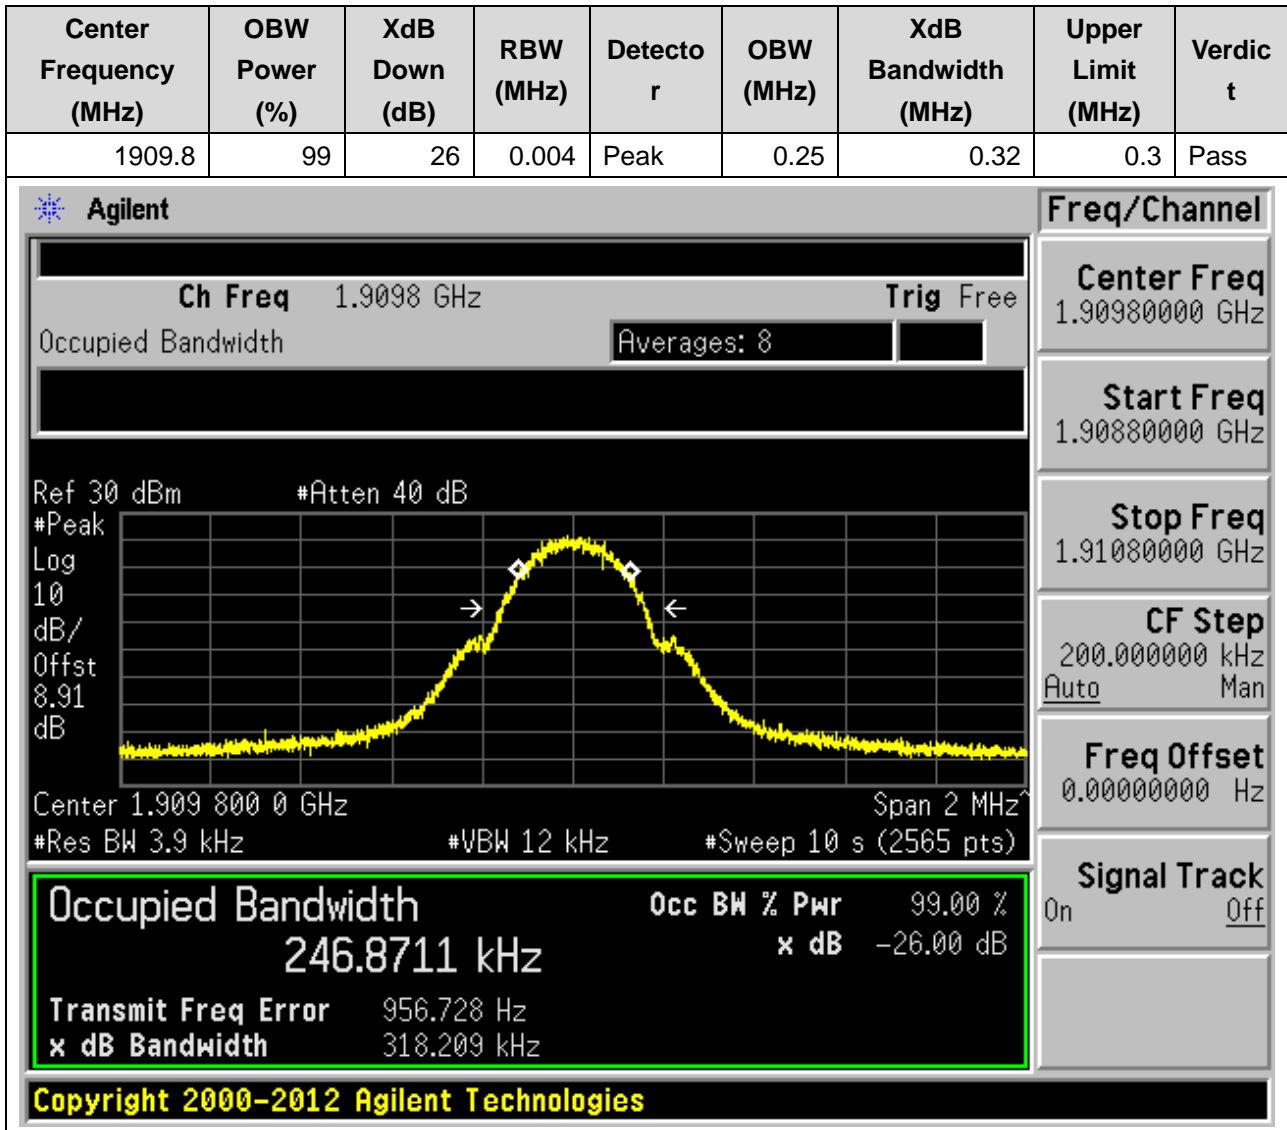 Center Frequency (MHz) OBW Power (%) XdB Down (dB) RBW (MHz) Detecto r OBW (MHz) XdB Bandwidth (MHz) Upper Limit (MHz) Verdic t
1909.8 99 26 0.004 Peak 0.25 0.32 0.3 Pass
Agilent
Freq/Channel
Ch Freq 1.9098 GHz Trig Free
Occupied Bandwidth Averages: 8
Ref 30 dBm #Atten 40 dB
#Peak
Log
10
dB/
Offst
8.91
dB
Center 1.909 800 0 GHz Span 2 MHz^
#Res BW 3.9 kHz #VBW 12 kHz #Sweep 10 s (2565 pts)
Occupied Bandwidth Occ BW % Pwr 99.00 %
246.8711 kHz x dB -26.00 dB
Transmit Freq Error 956.728 Hz
x dB Bandwidth 318.209 kHz
Center Freq
1.90980000 GHz
Start Freq
1.90880000 GHz
Stop Freq
1.91080000 GHz
CF Step
200.000000 kHz
Auto Man
Freq Offset
0.00000000 Hz
Signal Track
On Off
Copyright 2000-2012 Agilent Technologies